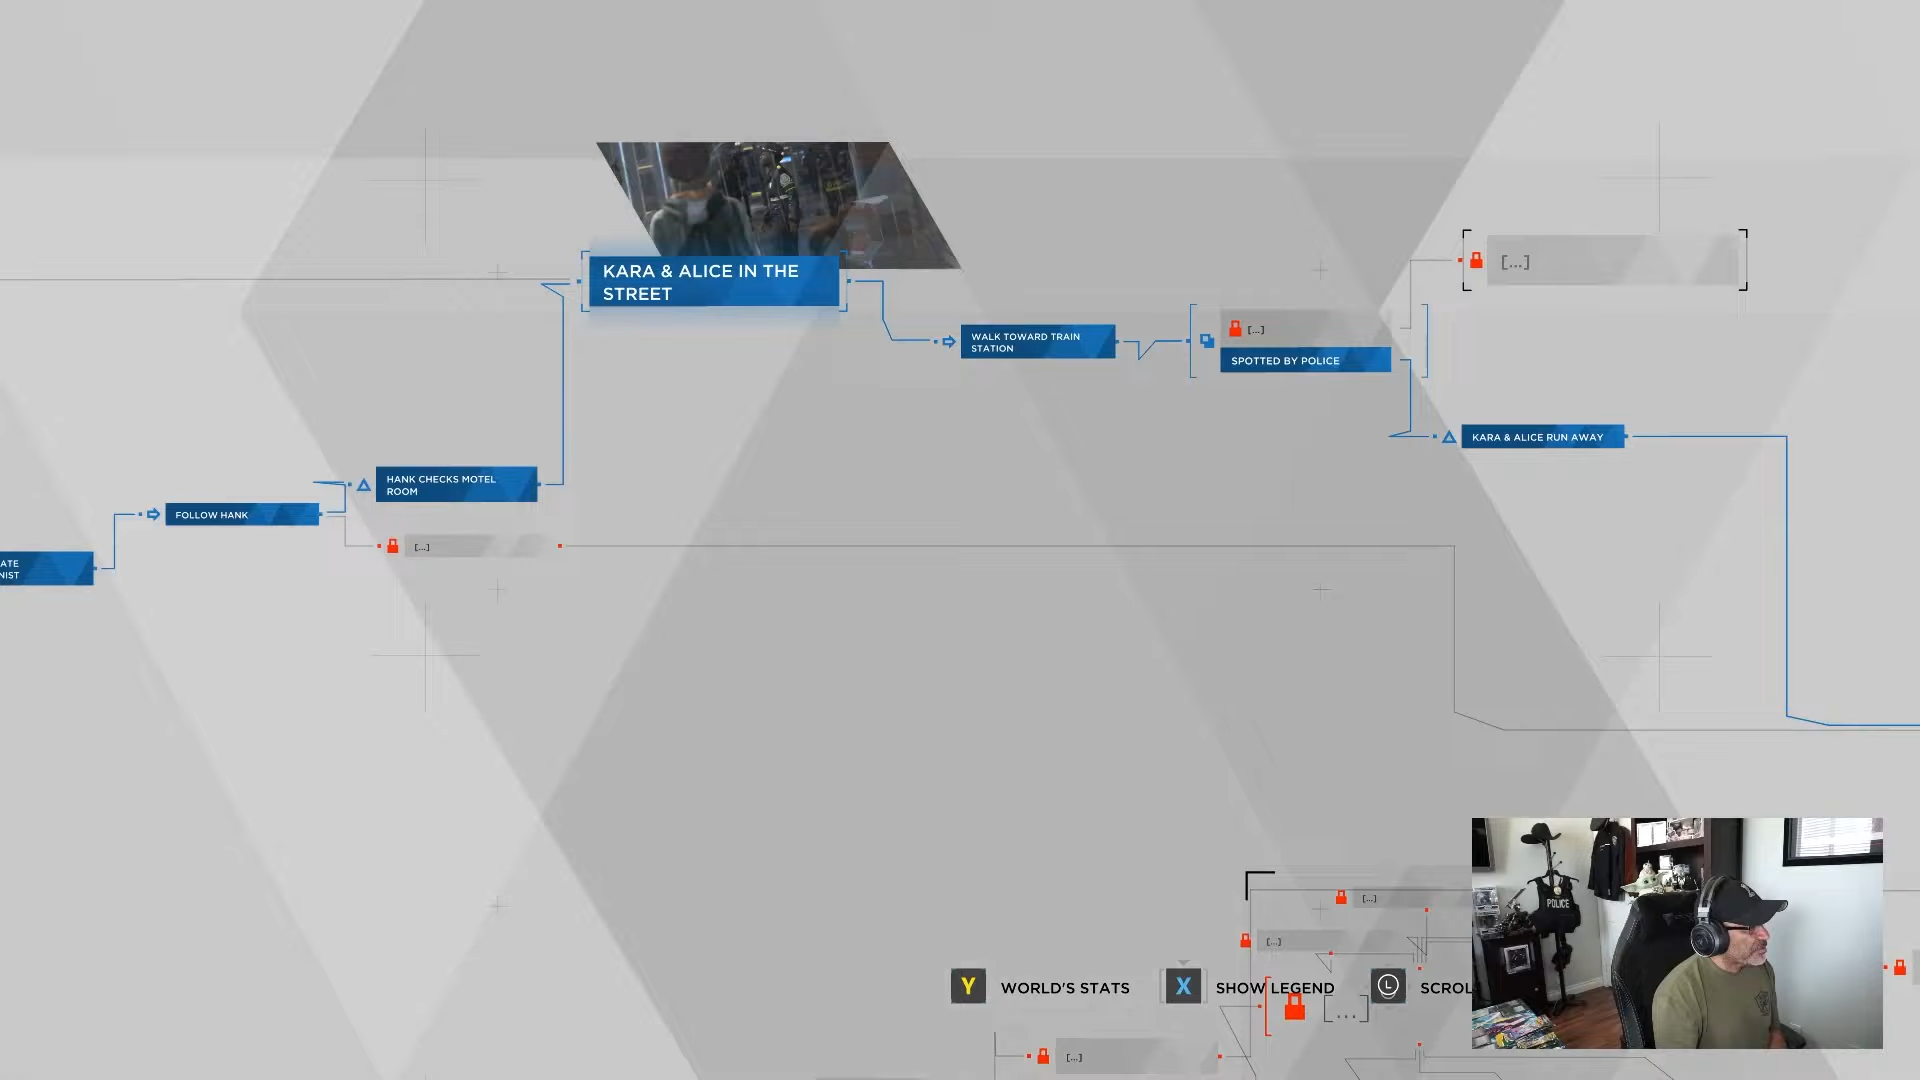 [...]
KARA & ALICE IN THE
STREET
[...]
WALK TOWARD TRAIN
STATION
SPOTTED BY POLICE
KARA & ALICE RUN AWAY
HANK CHECKS MOTEL
ROOM
FOLLOW HANK
[...]
ATE
NIST
[...]
POLICE
[...]
Y WORLD'S STATS
X SHOW LEGEND
L SCROL
[...]
[...]